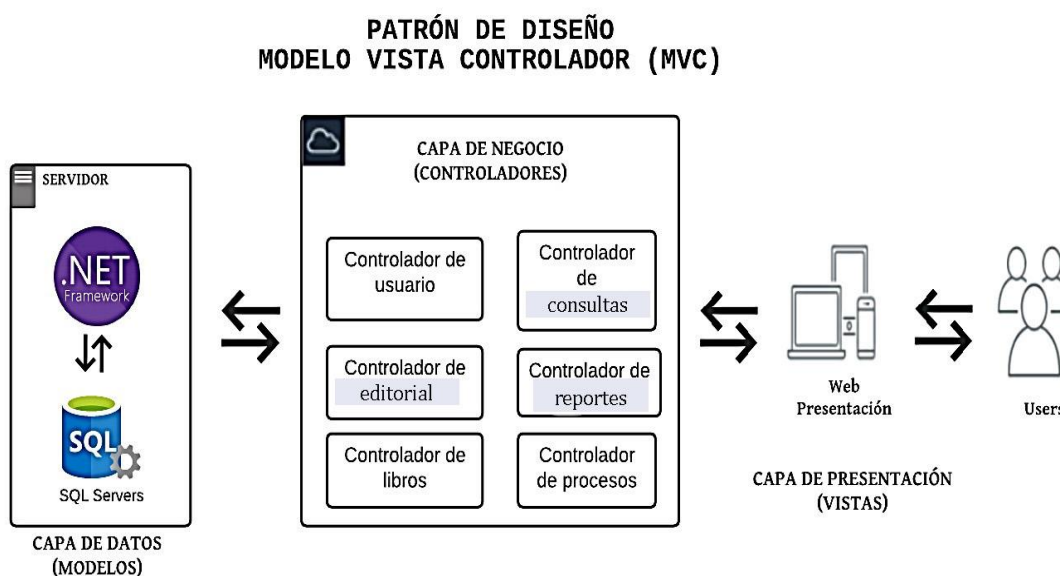 PATRÓN DE DISEÑO
MODELO VISTA CONTROLADOR (MVC)
SERVIDOR
.NET
Framework
SQL
SQL Servers
CAPA DE DATOS
(MODELOS)
CAPA DE NEGOCIO
(CONTROLADORES)
Controlador de
usuario
Controlador
de
consultas
Controlador de
editorial
Controlador de
reportes
Controlador de
libros
Controlador
de procesos
Web
Presentación
CAPA DE PRESENTACIÓN
(VISTAS)
Users